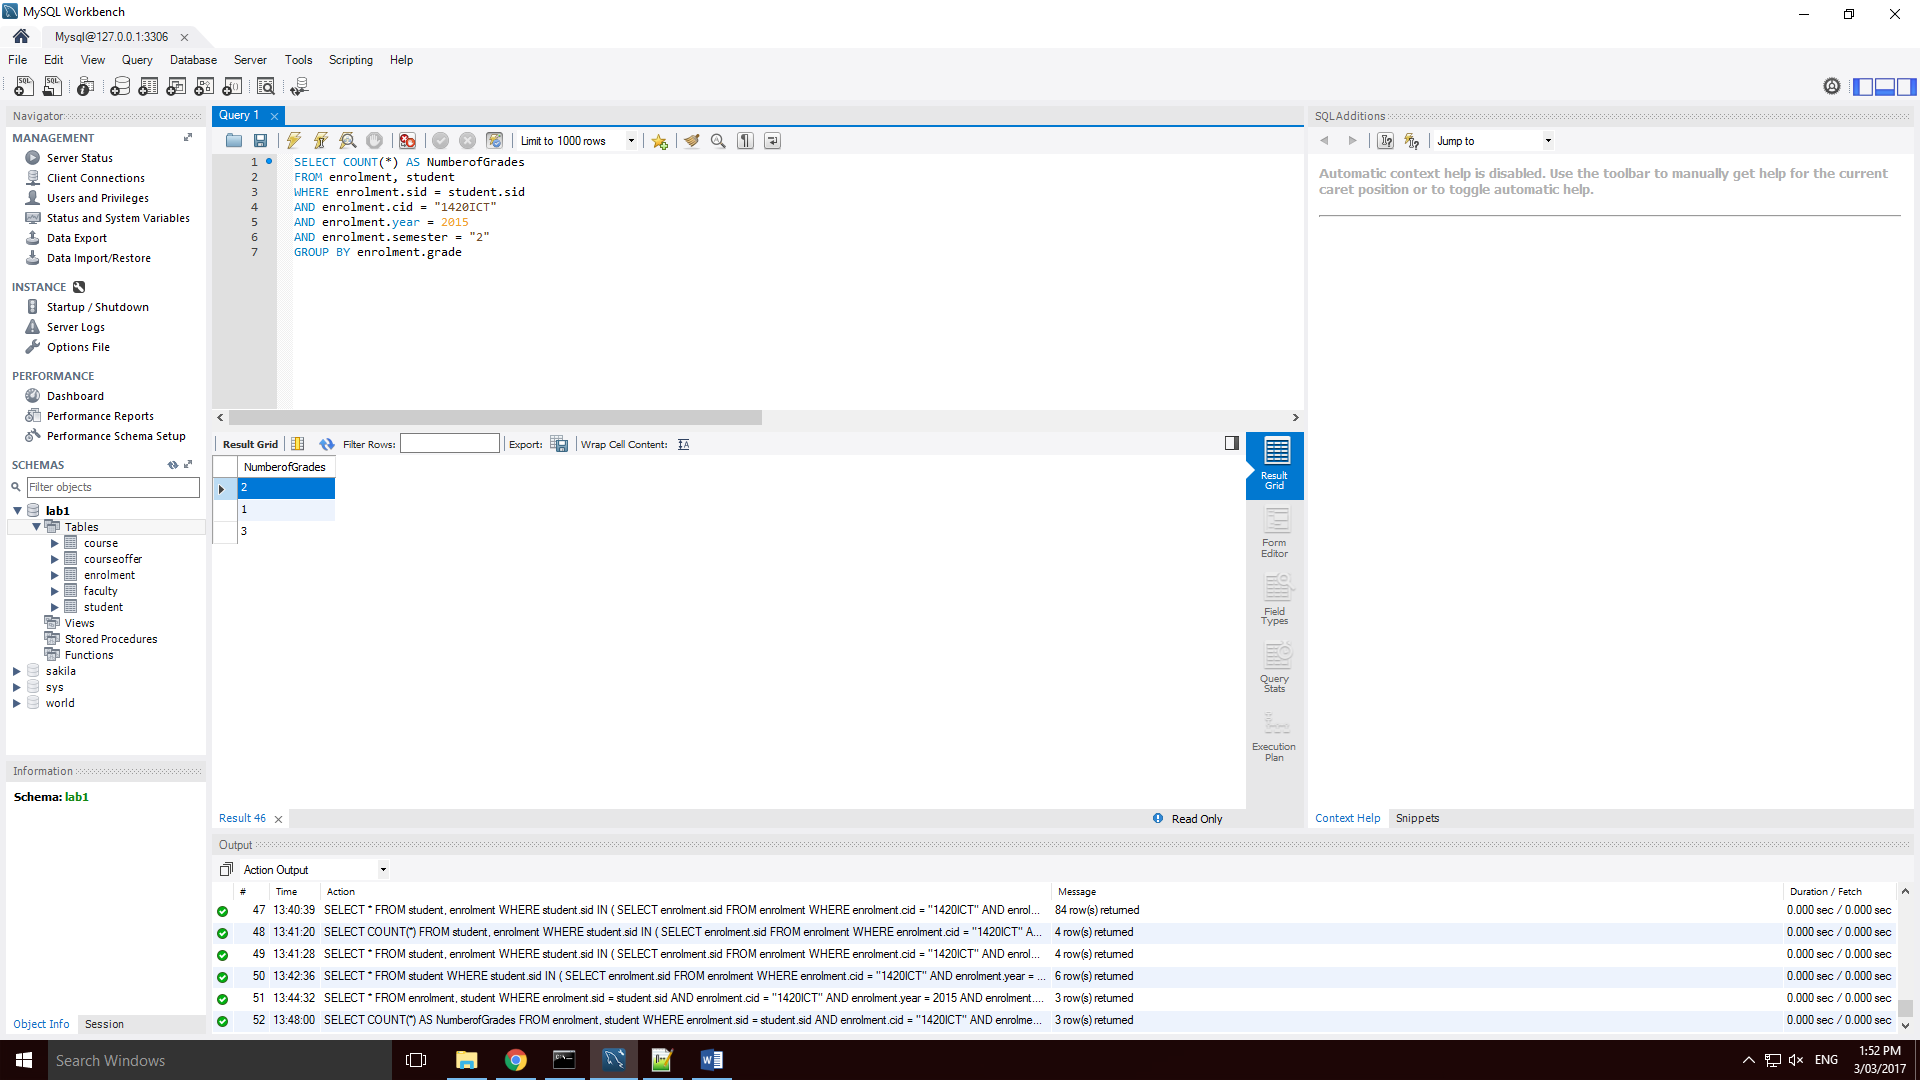 MySQL Workbench
Mysql@127.0.0.1:3306
File Edit View Query Database Server Tools Scripting Help
Navigator
MANAGEMENT
Server Status
Client Connections
Users and Privileges
Status and System Variables
Data Export
Data Import/Restore
INSTANCE
Startup / Shutdown
Server Logs
Options File
PERFORMANCE
Dashboard
Performance Reports
Performance Schema Setup
SCHEMAS
Filter objects
lab1
Tables
course
courseoffer
enrolment
faculty
student
Views
Stored Procedures
Functions
sakila
sys
world
Information
Schema: lab1
Object Info Session
Query 1
Limit to 1000 rows
1 SELECT COUNT(*) AS NumberofGrades
2 FROM enrolment, student
3 WHERE enrolment.sid = student.sid
4 AND enrolment.cid = "1420ICT"
5 AND enrolment.year = 2015
6 AND enrolment.semester = "2"
7 GROUP BY enrolment.grade
Result Grid Filter Rows: Export: Wrap Cell Content:
NumberofGrades
2
1
3
Result
Grid
Form
Editor
Field
Types
Query
Stats
Execution
Plan
Result 46
Read Only
SQLAdditions
Jump to
Automatic context help is disabled. Use the toolbar to manually get help for the current
caret position or to toggle automatic help.
Context Help Snippets
Output
Action Output
# Time Action Message Duration / Fetch
47 13:40:39 SELECT * FROM student, enrolment WHERE student.sid IN ( SELECT enrolment.sid FROM enrolment WHERE enrolment.cid = "1420ICT" AND enrol... 84 row(s) returned 0.000 sec / 0.000 sec
48 13:41:20 SELECT COUNT(*) FROM student, enrolment WHERE student.sid IN ( SELECT enrolment.sid FROM enrolment WHERE enrolment.cid = "1420ICT" A... 4 row(s) returned 0.000 sec / 0.000 sec
49 13:41:28 SELECT * FROM student, enrolment WHERE student.sid IN ( SELECT enrolment.sid FROM enrolment WHERE enrolment.cid = "1420ICT" AND enrol... 4 row(s) returned 0.000 sec / 0.000 sec
50 13:42:36 SELECT * FROM student WHERE student.sid IN ( SELECT enrolment.sid FROM enrolment WHERE enrolment.cid = "1420ICT" AND enrolment.year = ... 6 row(s) returned 0.000 sec / 0.000 sec
51 13:44:32 SELECT * FROM enrolment, student WHERE enrolment.sid = student.sid AND enrolment.cid = "1420ICT" AND enrolment.year = 2015 AND enrolment.... 3 row(s) returned 0.000 sec / 0.000 sec
52 13:48:00 SELECT COUNT(*) AS NumberofGrades FROM enrolment, student WHERE enrolment.sid = student.sid AND enrolment.cid = "1420ICT" AND enrolme... 3 row(s) returned 0.000 sec / 0.000 sec
Search Windows
ENG
1:52 PM
3/03/2017